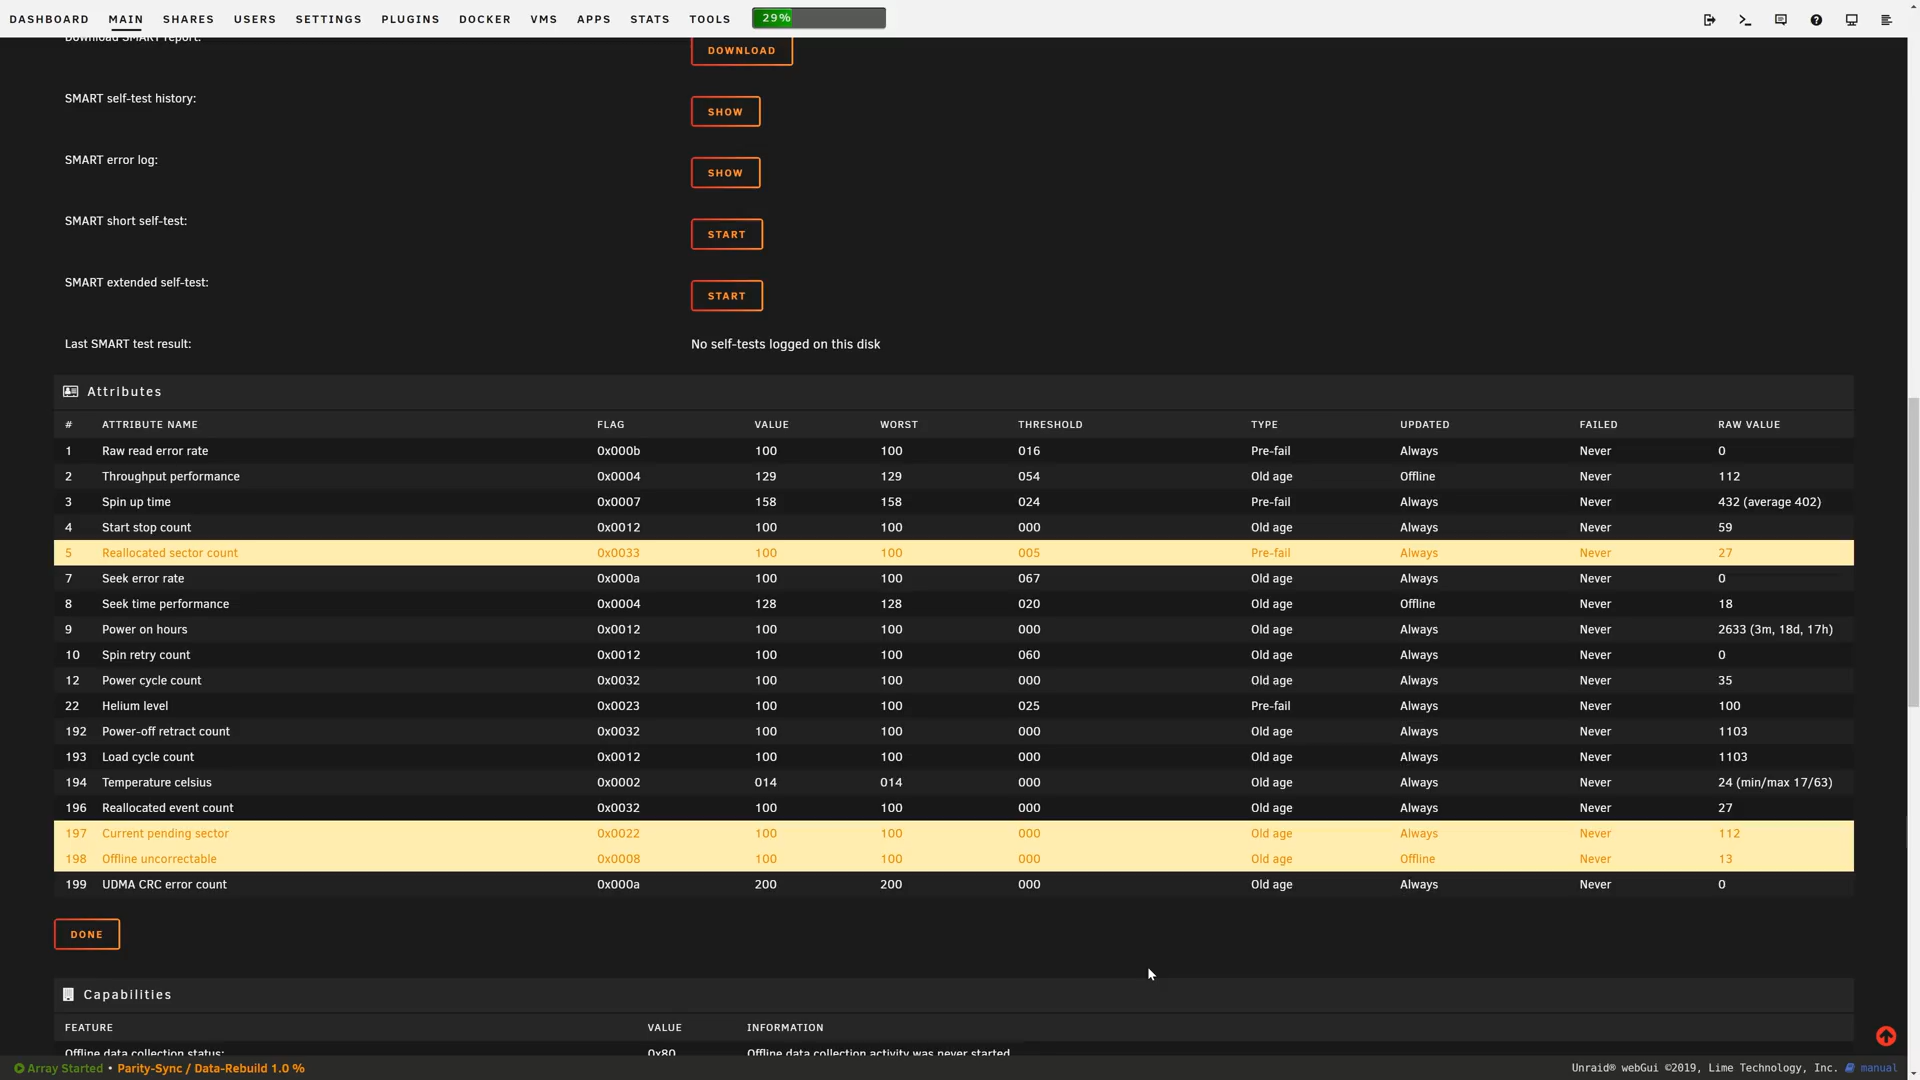 DASHBOARD MAIN SHARES USERS SETTINGS PLUGINS DOCKER VMS APPS STATS TOOLS 29%
Download SMART report: DOWNLOAD
SMART self-test history: SHOW
SMART error log: SHOW
SMART short self-test: START
SMART extended self-test: START
Last SMART test result: No self-tests logged on this disk
Attributes
# ATTRIBUTE NAME FLAG VALUE WORST THRESHOLD TYPE UPDATED FAILED RAW VALUE
1 Raw read error rate 0x000b 100 100 016 Pre-fail Always Never 0
2 Throughput performance 0x0004 129 129 054 Old age Offline Never 112
3 Spin up time 0x0007 158 158 024 Pre-fail Always Never 432 (average 402)
4 Start stop count 0x0012 100 100 000 Old age Always Never 59
5 Reallocated sector count 0x0033 100 100 005 Pre-fail Always Never 27
7 Seek error rate 0x000a 100 100 067 Old age Always Never 0
8 Seek time performance 0x0004 128 128 020 Old age Offline Never 18
9 Power on hours 0x0012 100 100 000 Old age Always Never 2633 (3m, 18d, 17h)
10 Spin retry count 0x0012 100 100 060 Old age Always Never 0
12 Power cycle count 0x0032 100 100 000 Old age Always Never 35
22 Helium level 0x0023 100 100 025 Pre-fail Always Never 100
192 Power-off retract count 0x0032 100 100 000 Old age Always Never 1103
193 Load cycle count 0x0012 100 100 000 Old age Always Never 1103
194 Temperature celsius 0x0002 014 014 000 Old age Always Never 24 (min/max 17/63)
196 Reallocated event count 0x0032 100 100 000 Old age Always Never 27
197 Current pending sector 0x0022 100 100 000 Old age Always Never 112
198 Offline uncorrectable 0x0008 100 100 000 Old age Offline Never 13
199 UDMA CRC error count 0x000a 200 200 000 Old age Always Never 0
DONE
Capabilities
FEATURE VALUE INFORMATION
Offline data collection status: 0x80 Offline data collection activity was never started
Array Started • Parity-Sync / Data-Rebuild 1.0 % Unraid® webGui ©2019, Lime Technology, Inc. manual